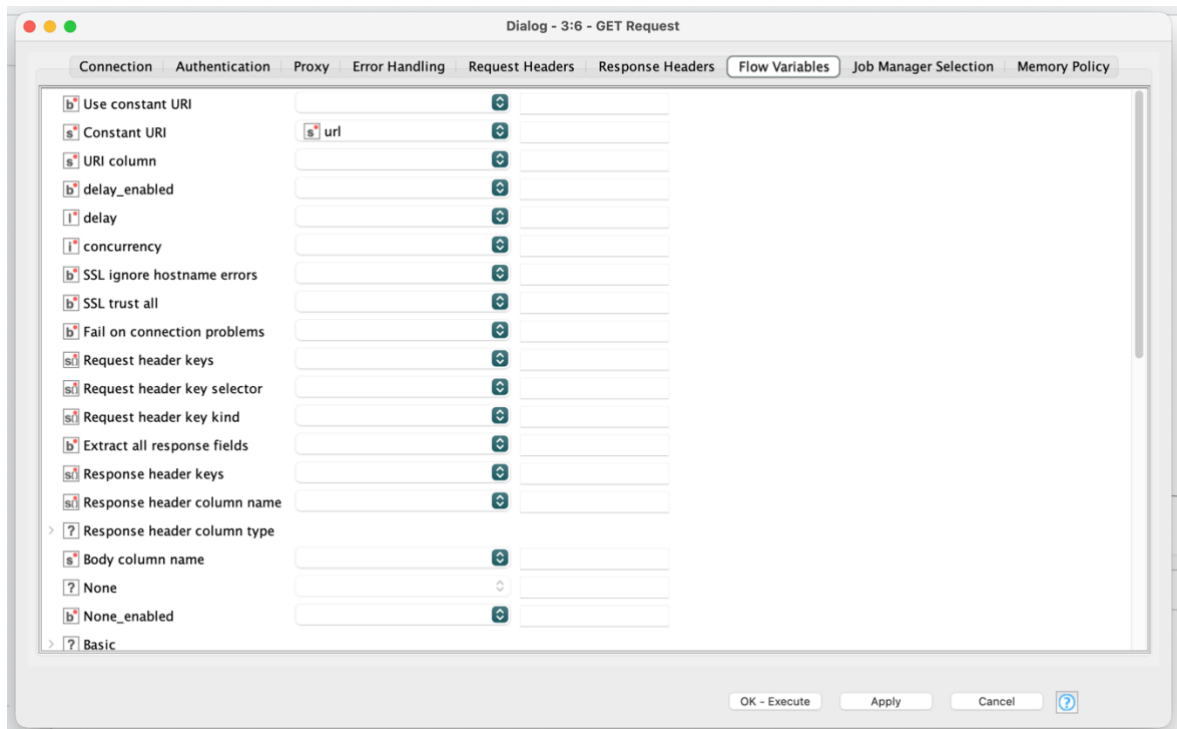 Dialog - 3:6 - GET Request
Connection Authentication Proxy Error Handling Request Headers Response Headers Flow Variables Job Manager Selection Memory Policy
b Use constant URI
s Constant URI s url
s URI column
b delay_enabled
l delay
i concurrency
b SSL ignore hostname errors
b SSL trust all
b Fail on connection problems
s[] Request header keys
s[] Request header key selector
s[] Request header key kind
b Extract all response fields
s[] Response header keys
s[] Response header column name
> ? Response header column type
s Body column name
? None
b None_enabled
> ? Basic
OK - Execute Apply Cancel ?